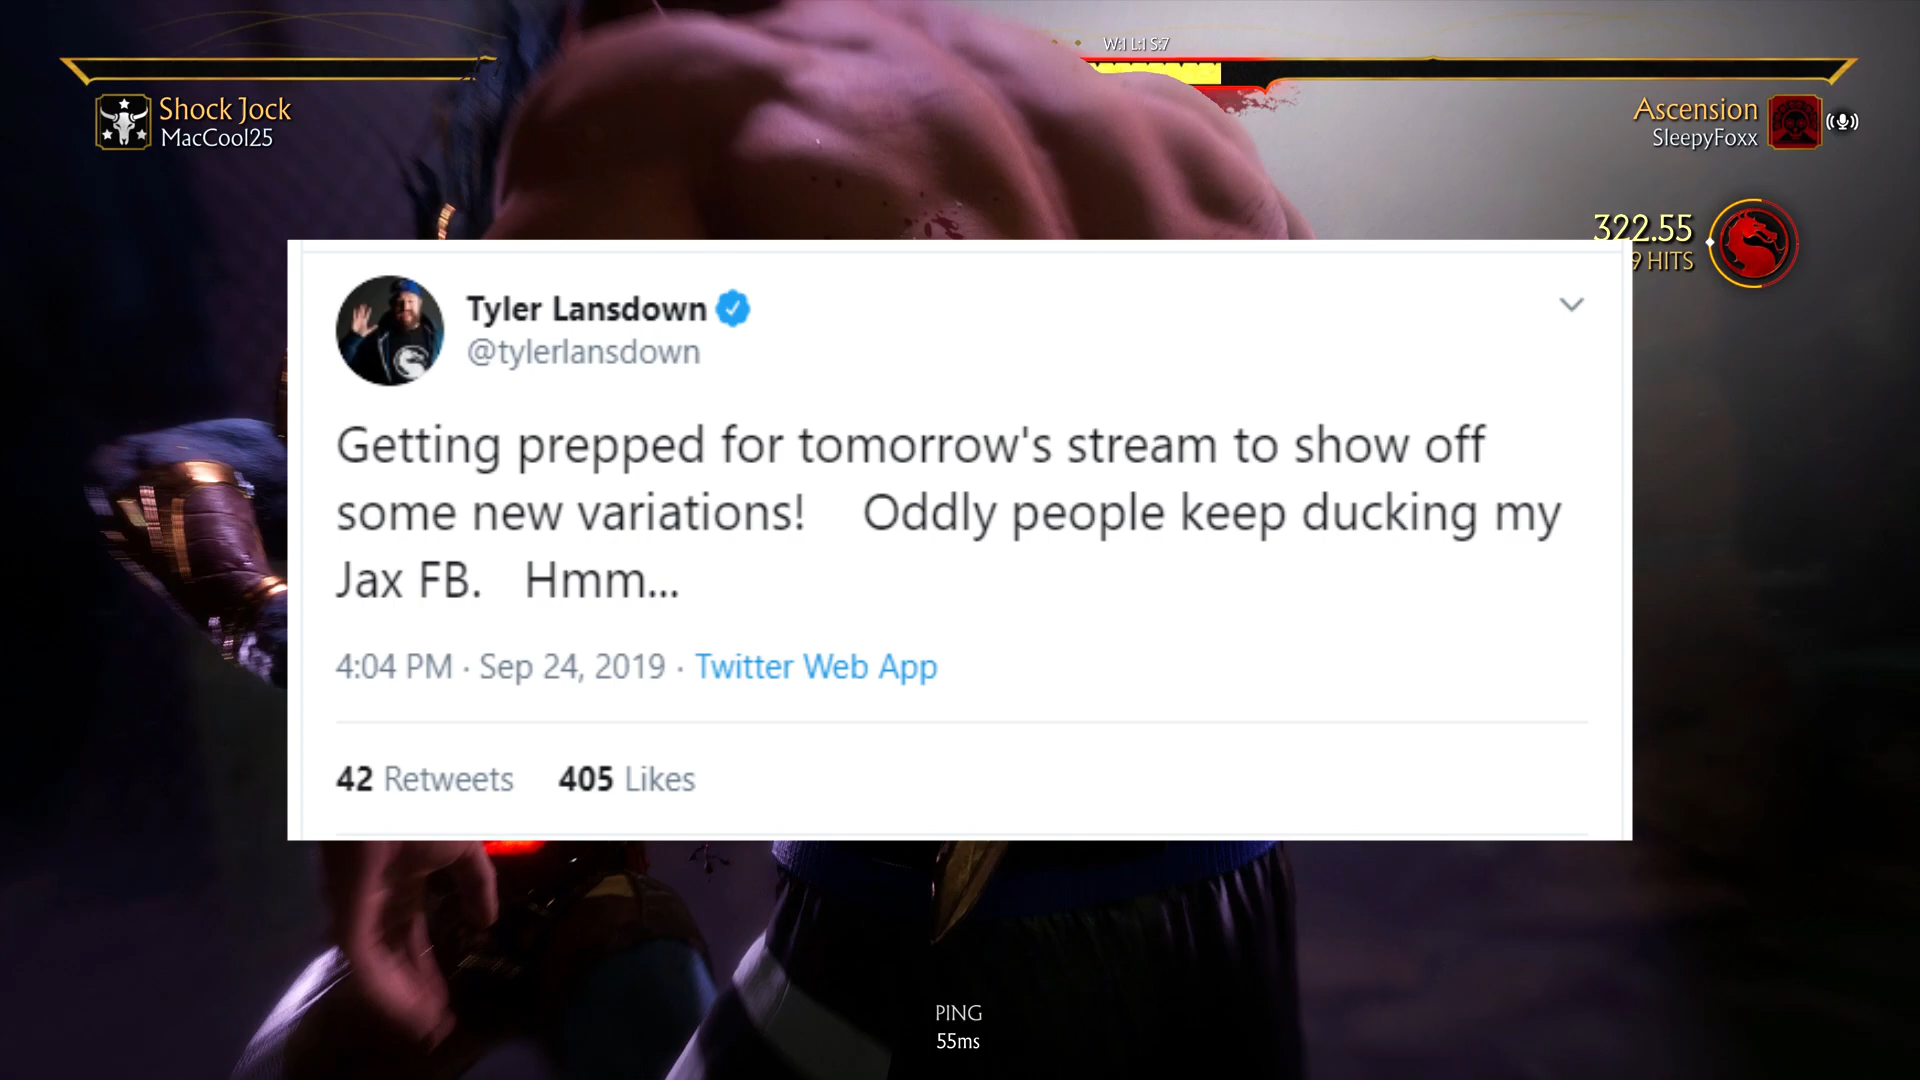 W:1 L:1 S:7
Shock Jock
MacCool25
Ascension
SleepyFoxx
322.55
9 HITS
Tyler Lansdown
@tylerlansdown
Getting prepped for tomorrow's stream to show off
some new variations! Oddly people keep ducking my
Jax FB. Hmm...
4:04 PM · Sep 24, 2019 · Twitter Web App
42 Retweets 405 Likes
PING
55ms